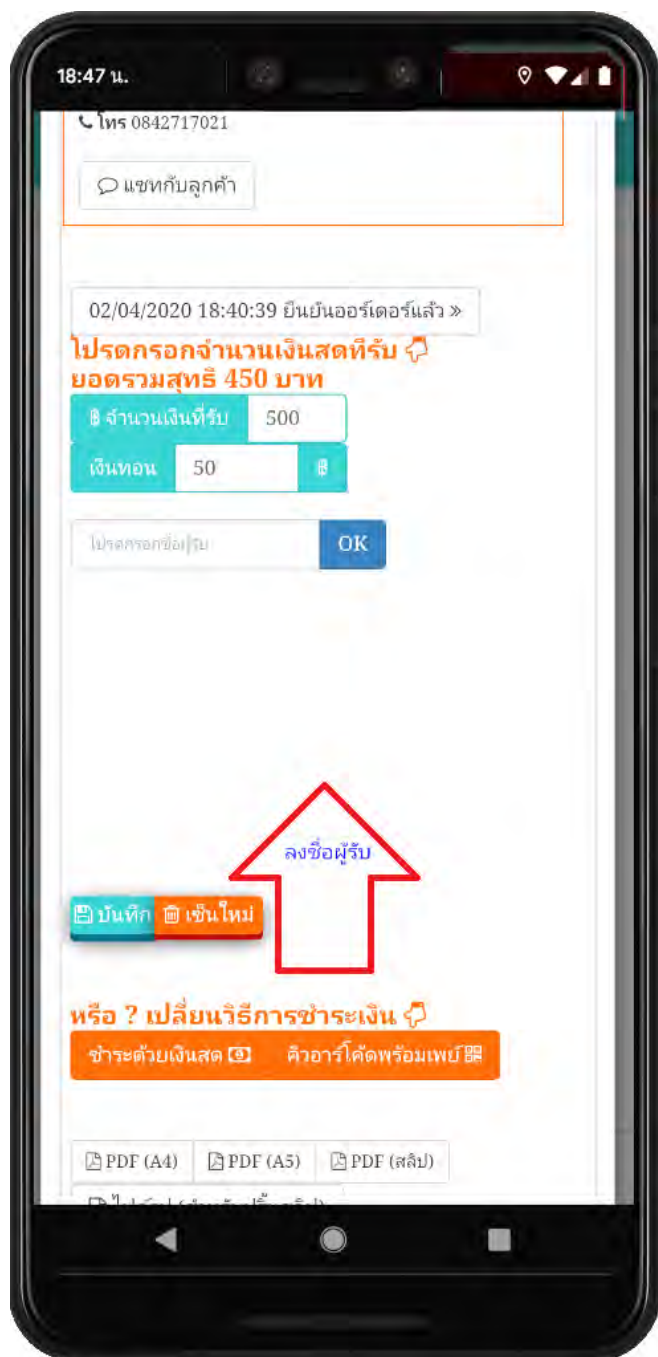 18:47 น.
โทร 0842717021
แชทกับลูกค้า
02/04/2020 18:40:39 ยืนยันออร์เดอร์แล้ว »
โปรดกรอกจำนวนเงินสดที่รับ
ยอดรวมสุทธิ 450 บาท
฿ จำนวนเงินที่รับ 500
เงินทอน 50 ฿
โปรดกรอกชื่อผู้รับ OK
ลงชื่อผู้รับ
บันทึก เซ็นใหม่
หรือ ? เปลี่ยนวิธีการชำระเงิน
ชำระด้วยเงินสด คิวอาร์โค้ดพร้อมเพย์
PDF (A4) PDF (A5) PDF (สลิป)